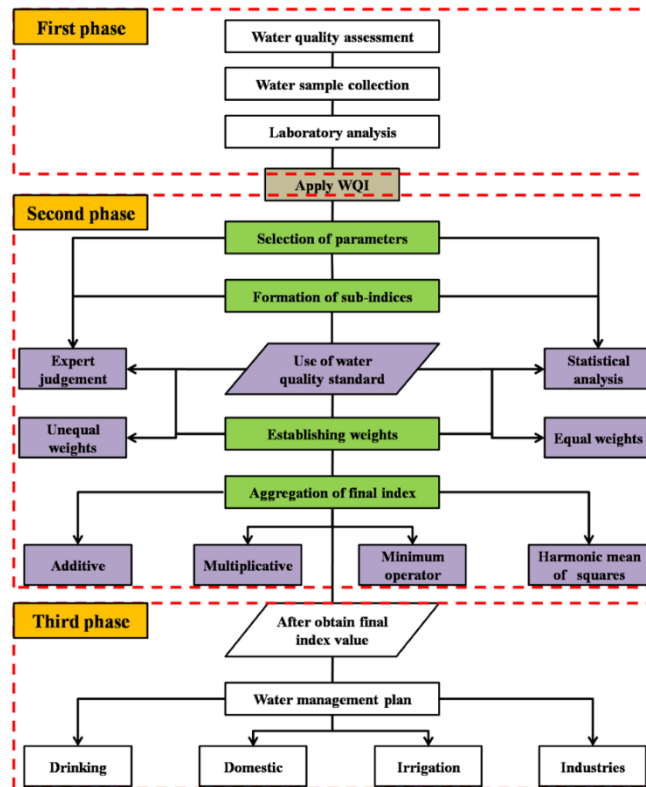 First phase
Water quality assessment
Water sample collection
Laboratory analysis
Apply WQI
Second phase
Selection of parameters
Formation of sub-indices
Expert
judgement
Use of water
quality standard
Statistical
analysis
Unequal
weights
Establishing weights
Equal weights
Aggregation of final index
Additive
Multiplicative
Minimum
operator
Harmonic mean
of squares
Third phase
After obtain final
index value
Water management plan
Drinking
Domestic
Irrigation
Industries